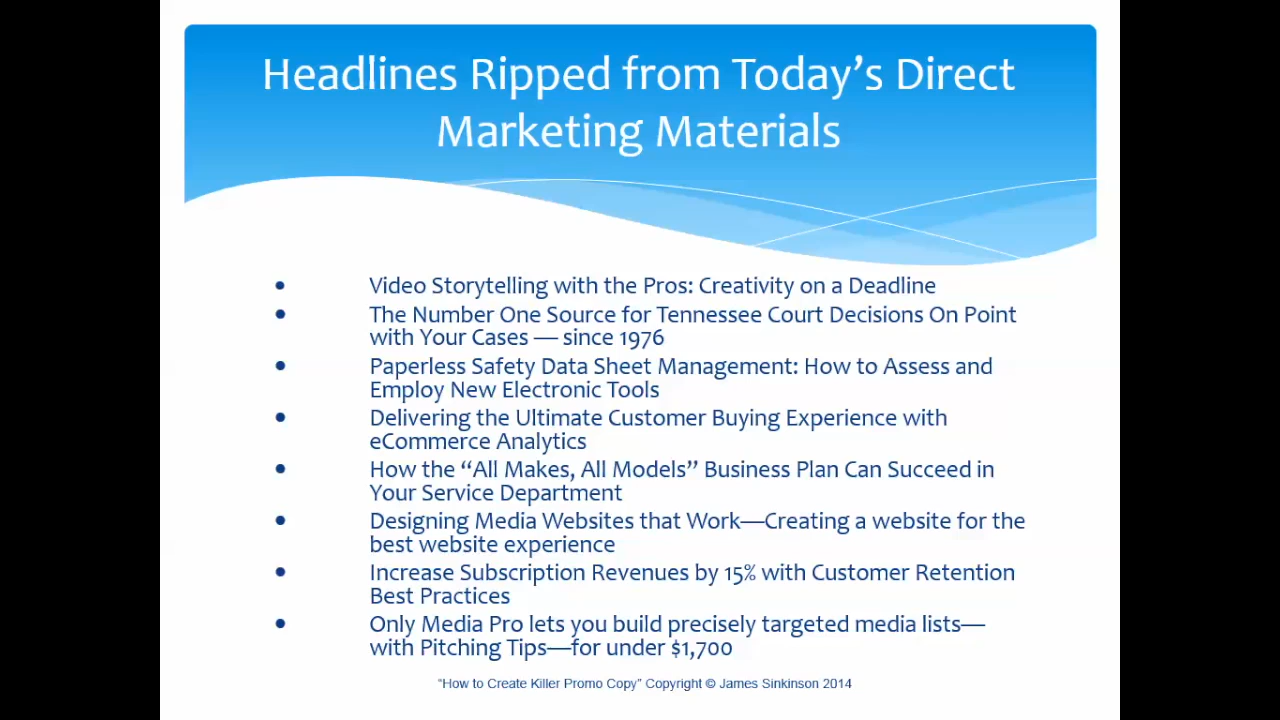 Headlines Ripped from Today’s Direct
Marketing Materials
• Video Storytelling with the Pros: Creativity on a Deadline
• The Number One Source for Tennessee Court Decisions On Point
with Your Cases — since 1976
• Paperless Safety Data Sheet Management: How to Assess and
Employ New Electronic Tools
• Delivering the Ultimate Customer Buying Experience with
eCommerce Analytics
• How the “All Makes, All Models” Business Plan Can Succeed in
Your Service Department
• Designing Media Websites that Work—Creating a website for the
best website experience
• Increase Subscription Revenues by 15% with Customer Retention
Best Practices
• Only Media Pro lets you build precisely targeted media lists—
with Pitching Tips—for under $1,700
“How to Create Killer Promo Copy” Copyright © James Sinkinson 2014